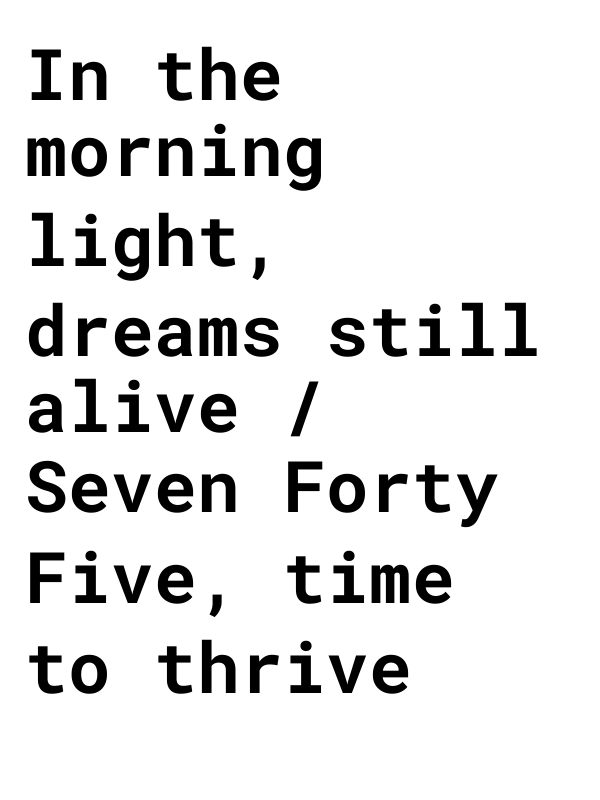 In the
morning
light,
dreams still
alive /
Seven Forty
Five, time
to thrive